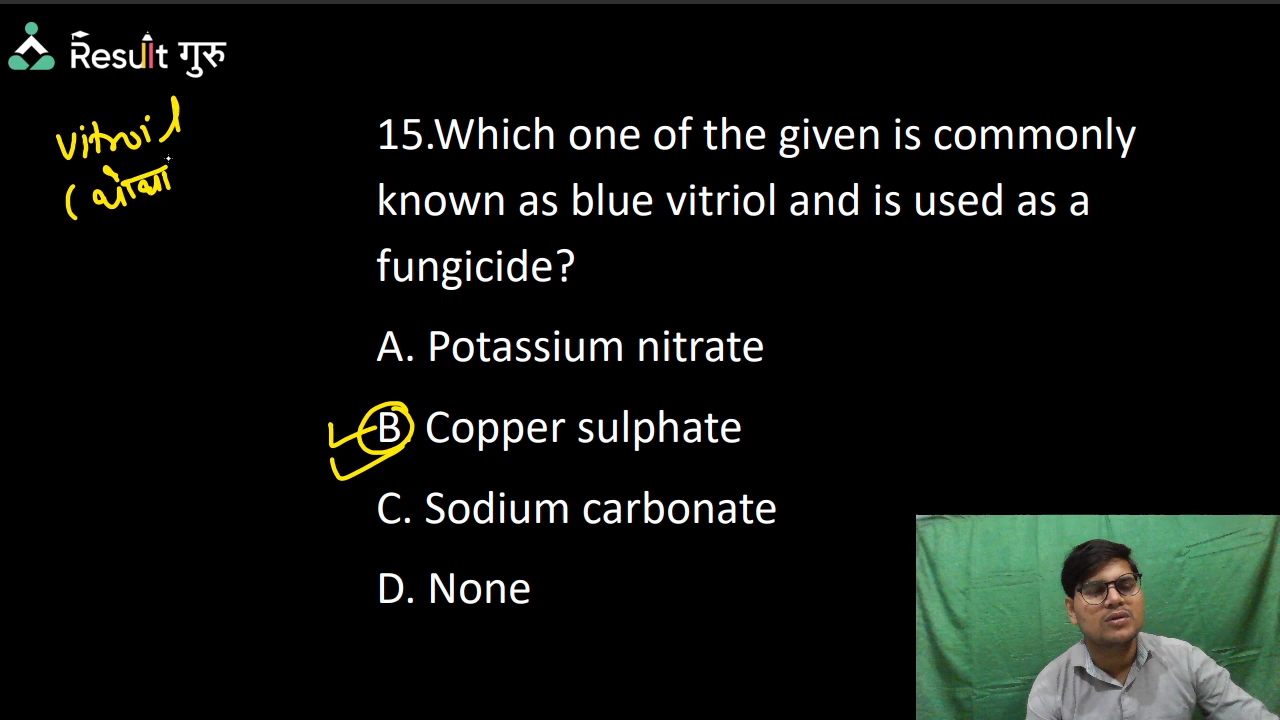 Result गुरु
vitroil
15.Which one of the given is commonly
known as blue vitriol and is used as a
fungicide?
A. Potassium nitrate
B. Copper sulphate
C. Sodium carbonate
D. None